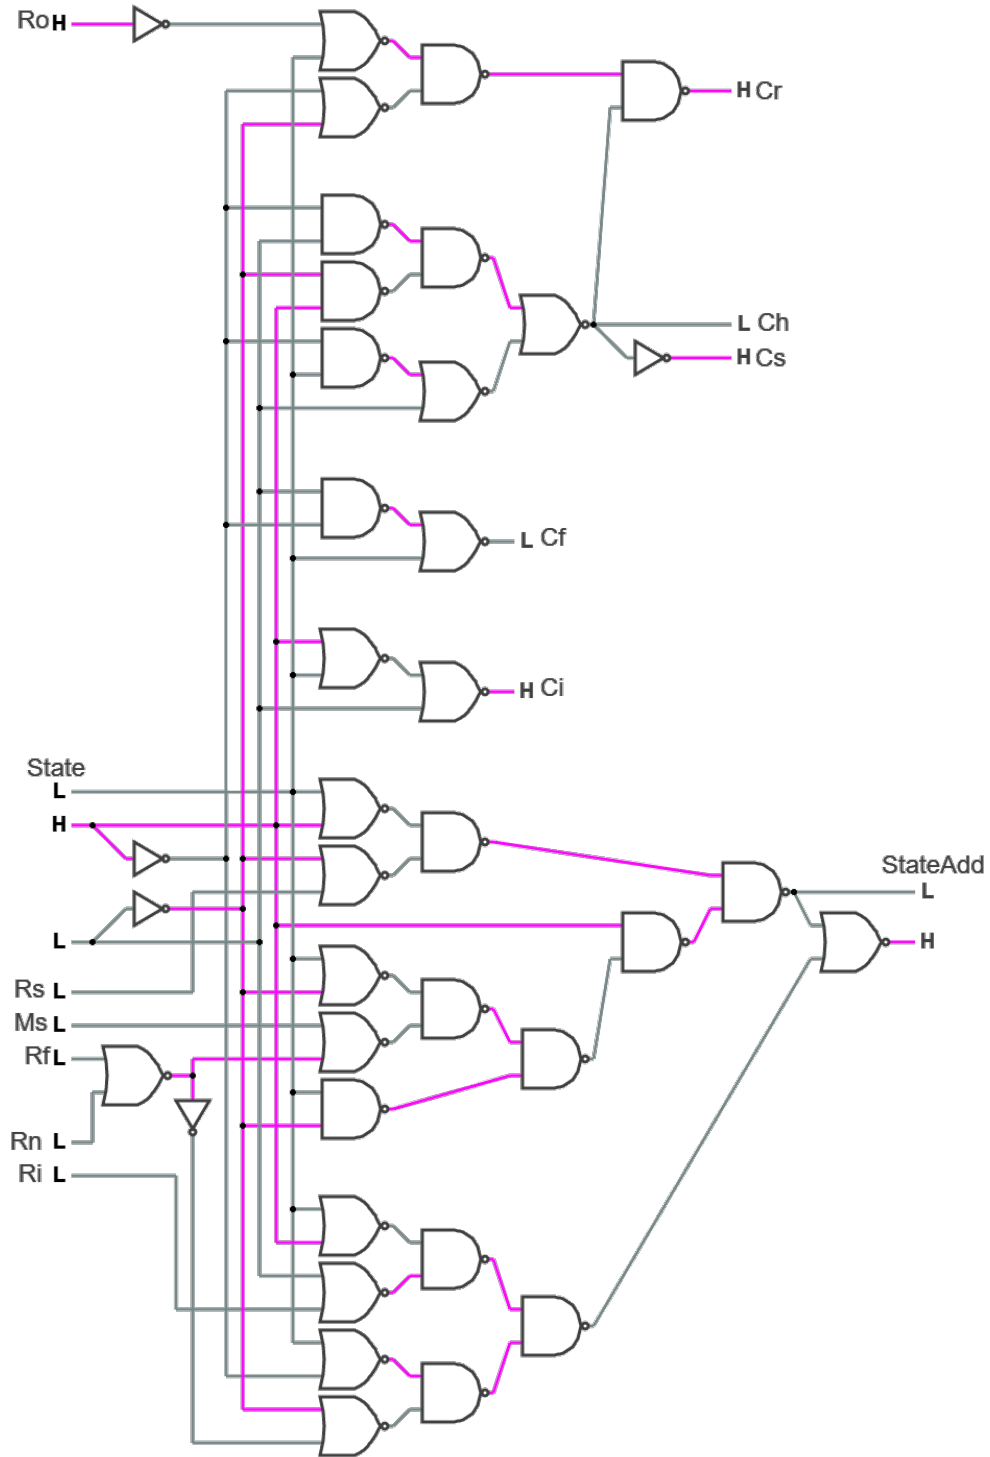 Ro H
H Cr
L Ch
H Cs
L Cf
H Ci
State
L
H
StateAdd
L
L
H
Rs L
Ms L
Rf L
Rn L
Ri L